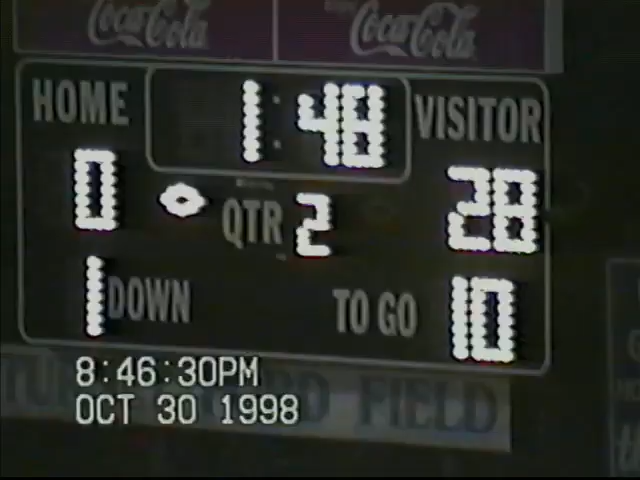 Coca-Cola Coca-Cola
HOME 1:48 VISITOR
0 QTR 2 28
1 DOWN TO GO 10
8:46:30PM
OCT 30 1998
FIELD